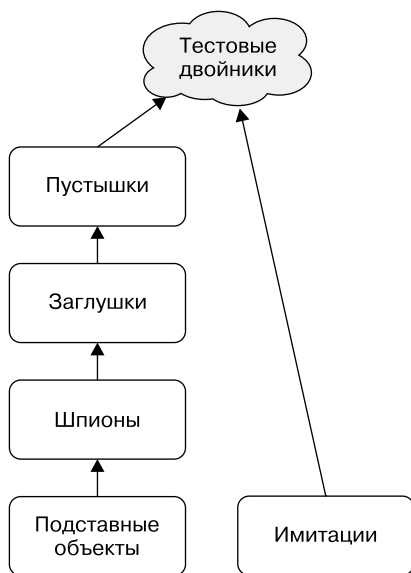 Тестовые
двойники
Пустышки
Заглушки
Шпионы
Подставные
объекты
Имитации